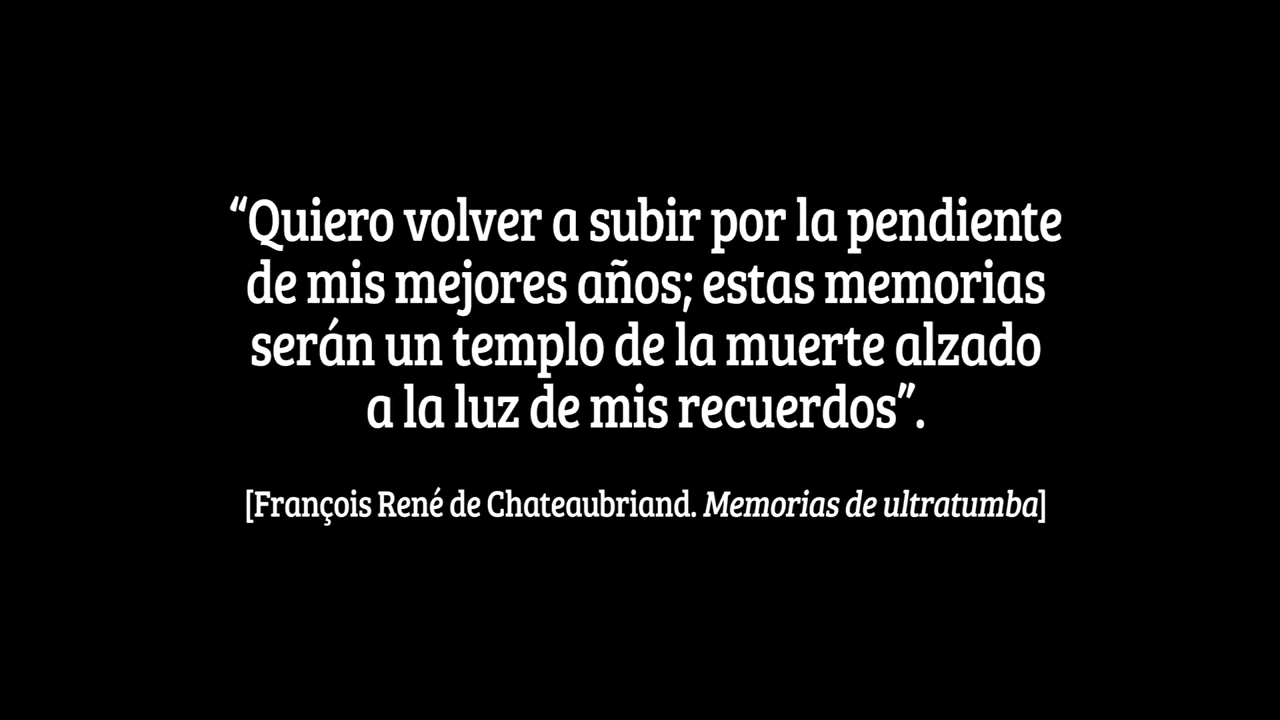 “Quiero volver a subir por la pendiente
de mis mejores años; estas memorias
serán un templo de la muerte alzado
a la luz de mis recuerdos”.
[François René de Chateaubriand. Memorias de ultratumba]